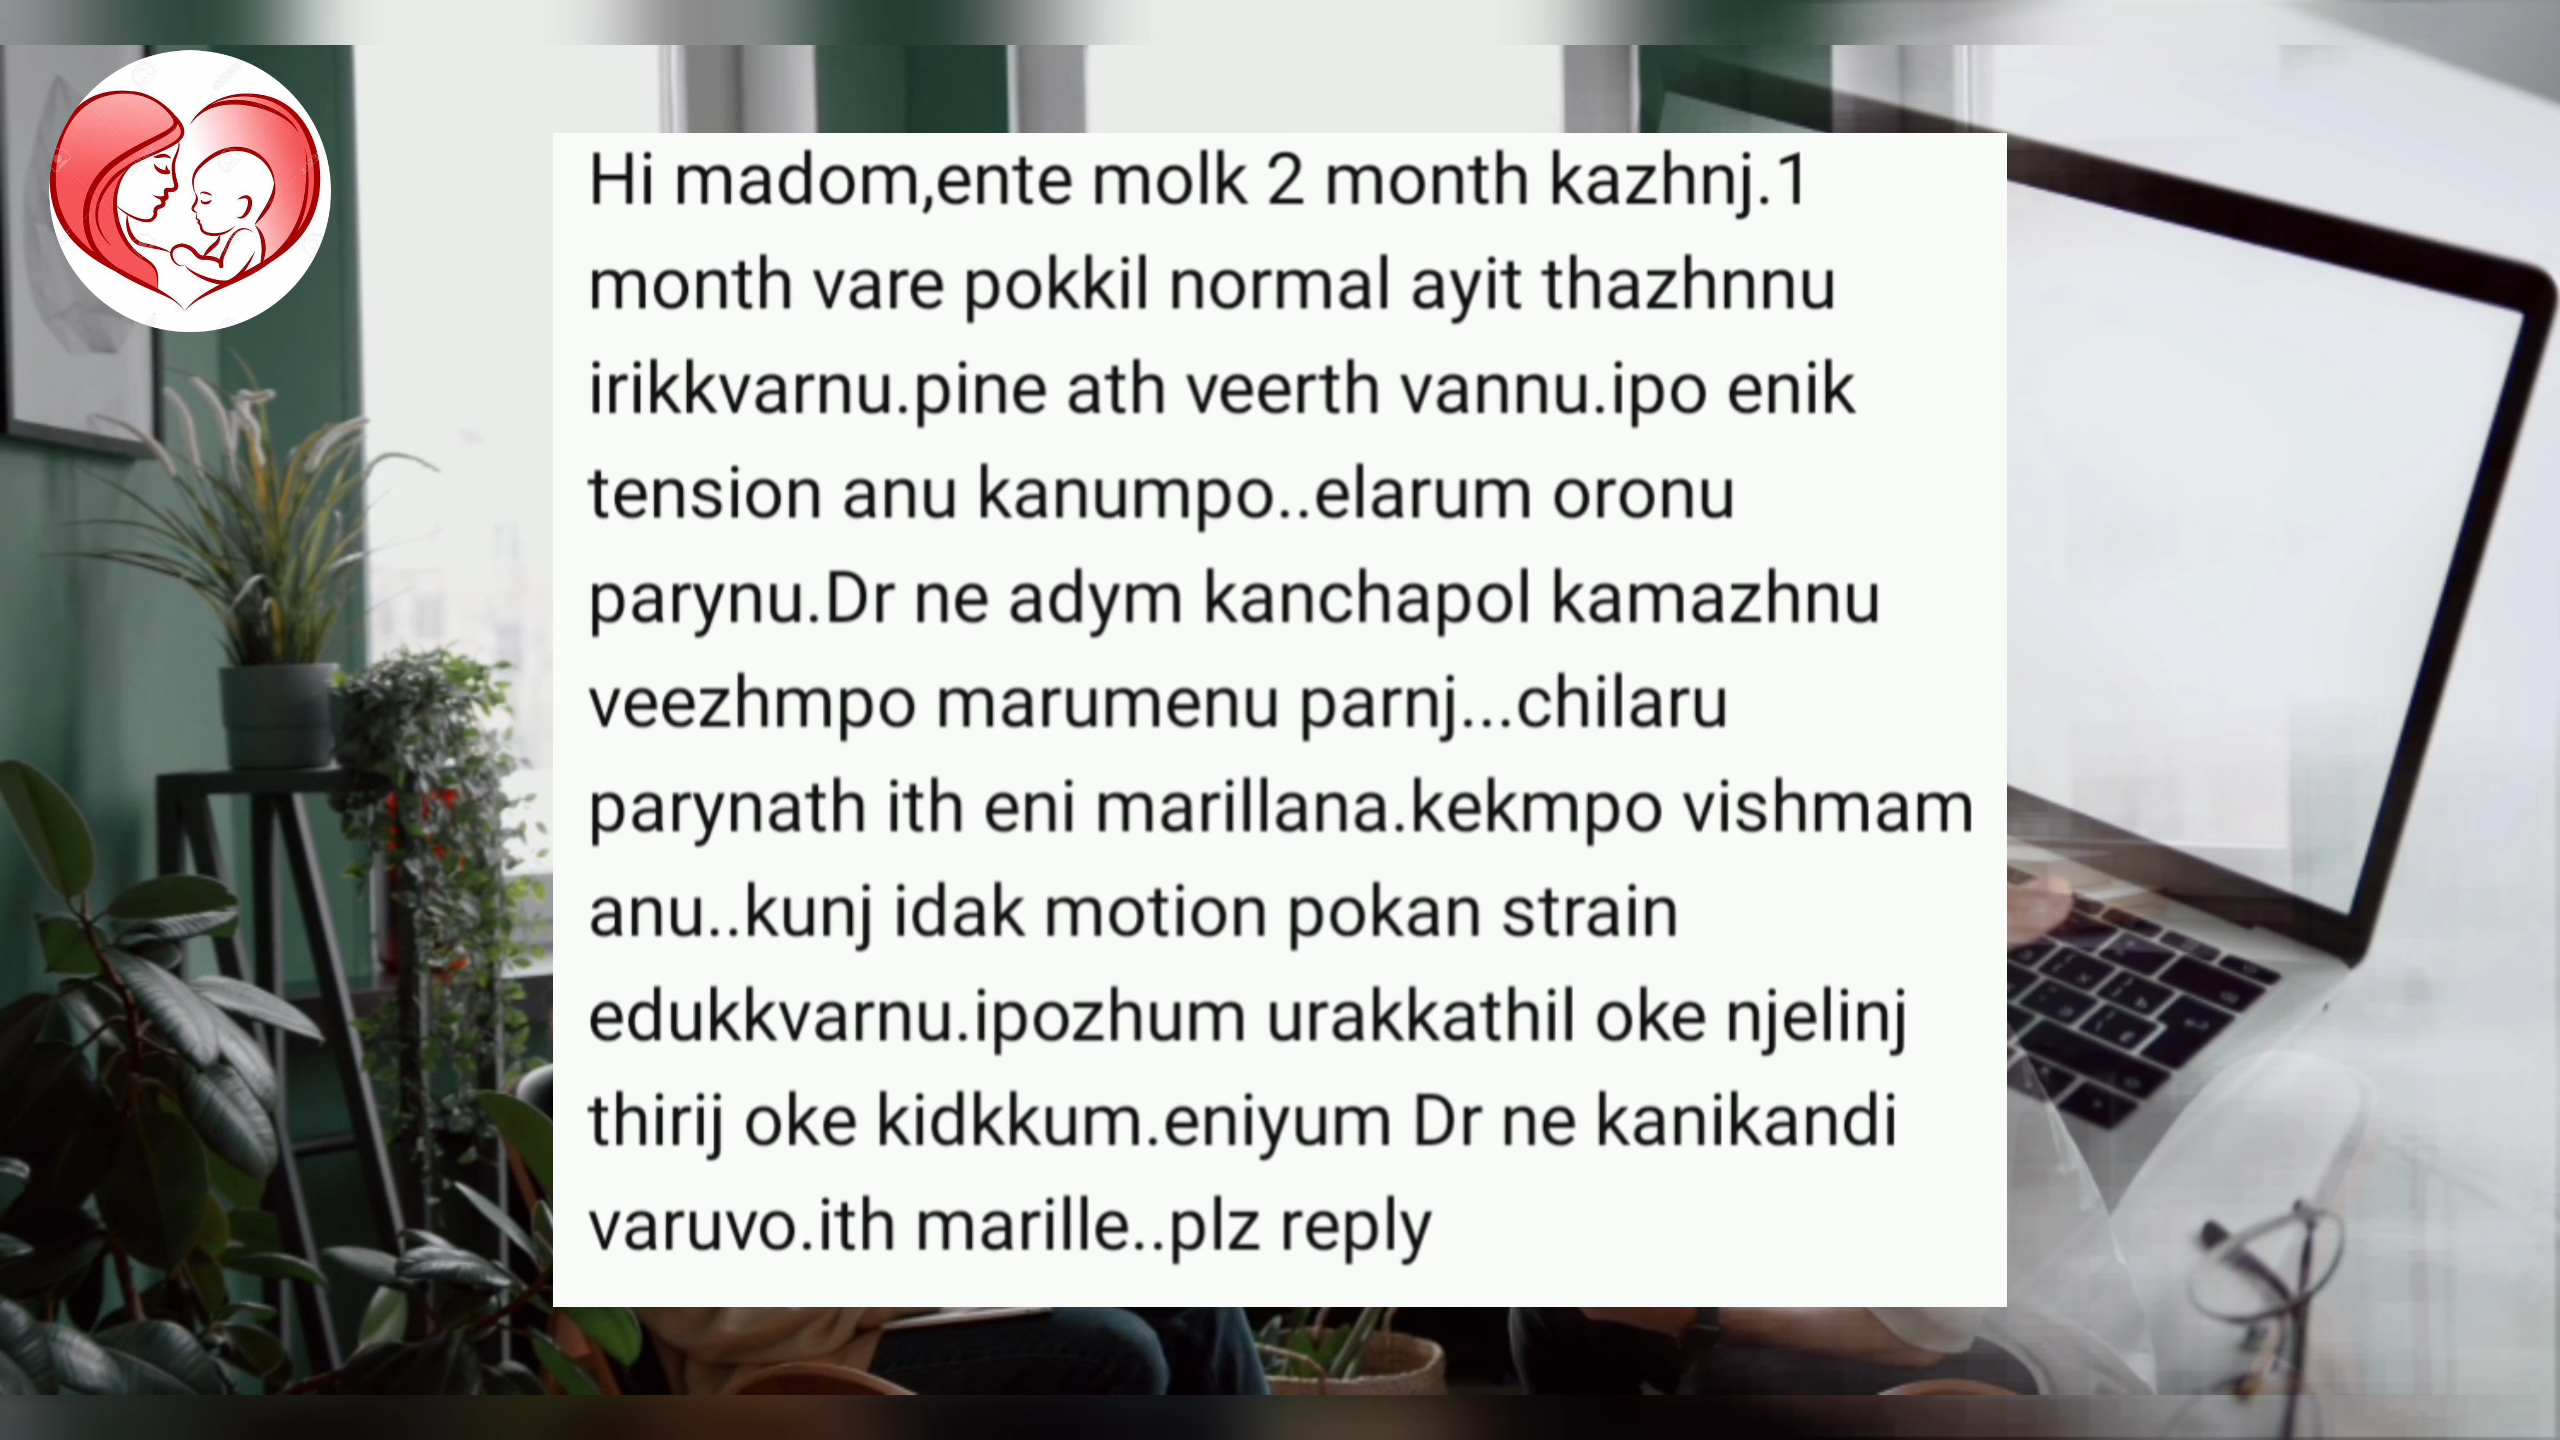 Hi madom,ente molk 2 month kazhnj.1
month vare pokkil normal ayit thazhnnu
irikkvarnu.pine ath veerth vannu.ipo enik
tension anu kanumpo..elarum oronu
parynu.Dr ne adym kanchapol kamazhnu
veezhmpo marumenu parnj...chilaru
parynath ith eni marillana.kekmpo vishmam
anu..kunj idak motion pokan strain
edukkvarnu.ipozhum urakkathil oke njelinj
thirij oke kidkkum.eniyum Dr ne kanikandi
varuvo.ith marille..plz reply